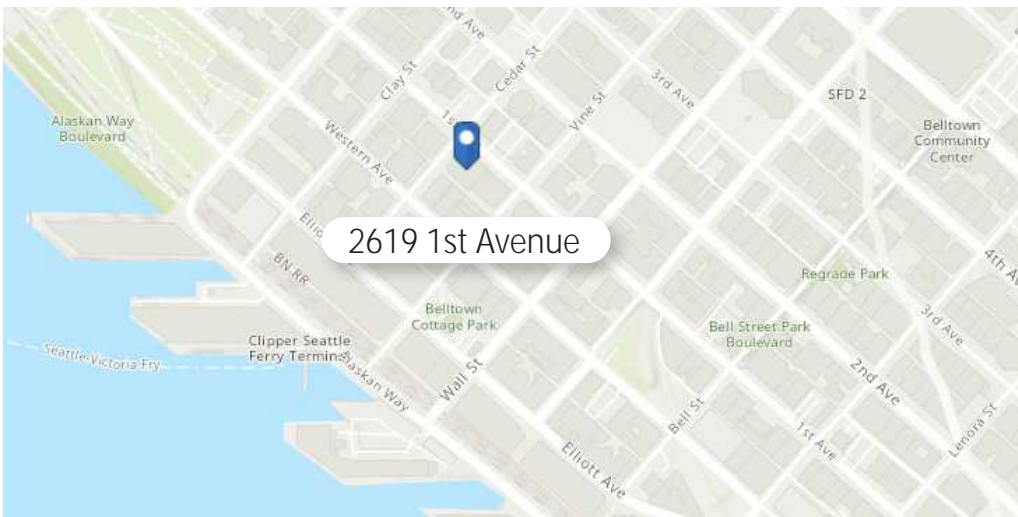 2nd Ave
Cedar St
Clay St
3rd Ave
SFD 2
Alaskan Way
Boulevard
1st
Vine St
Belltown
Community
Center
Western Ave
2619 1st Avenue
BN RR
4th Av
Regrade Park
Belltown
Cottage Park
Bell Street Park
Boulevard
3rd Ave
Clipper Seattle
Ferry Termin
Seattle-Victoria Fry
Alaskan Way
Wall St
2nd Ave
Bell St
1st Ave
Lenora St
Elliott Ave